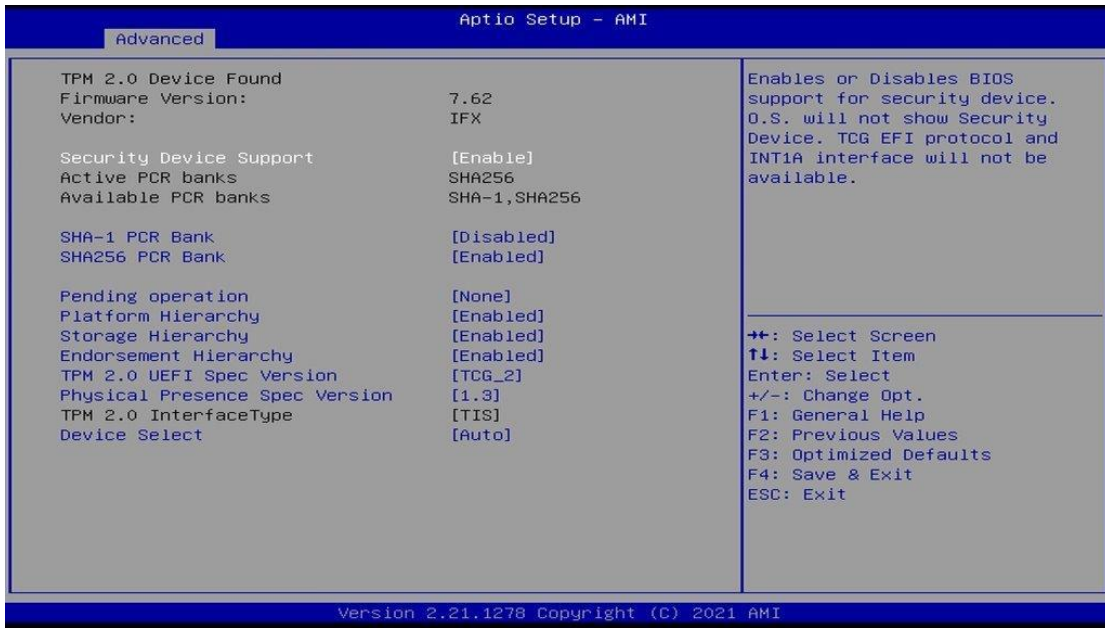 Aptio Setup – AMI
Advanced
TPM 2.0 Device Found
Firmware Version: 7.62
Vendor: IFX
Security Device Support [Enable]
Active PCR banks SHA256
Available PCR banks SHA-1,SHA256
SHA-1 PCR Bank [Disabled]
SHA256 PCR Bank [Enabled]
Pending operation [None]
Platform Hierarchy [Enabled]
Storage Hierarchy [Enabled]
Endorsement Hierarchy [Enabled]
TPM 2.0 UEFI Spec Version [TCG_2]
Physical Presence Spec Version [1.3]
TPM 2.0 InterfaceType [TIS]
Device Select [Auto]
Enables or Disables BIOS
support for security device.
O.S. will not show Security
Device. TCG EFI protocol and
INT1A interface will not be
available.
→←: Select Screen
↑↓: Select Item
Enter: Select
+/-: Change Opt.
F1: General Help
F2: Previous Values
F3: Optimized Defaults
F4: Save & Exit
ESC: Exit
Version 2.21.1278 Copyright (C) 2021 AMI